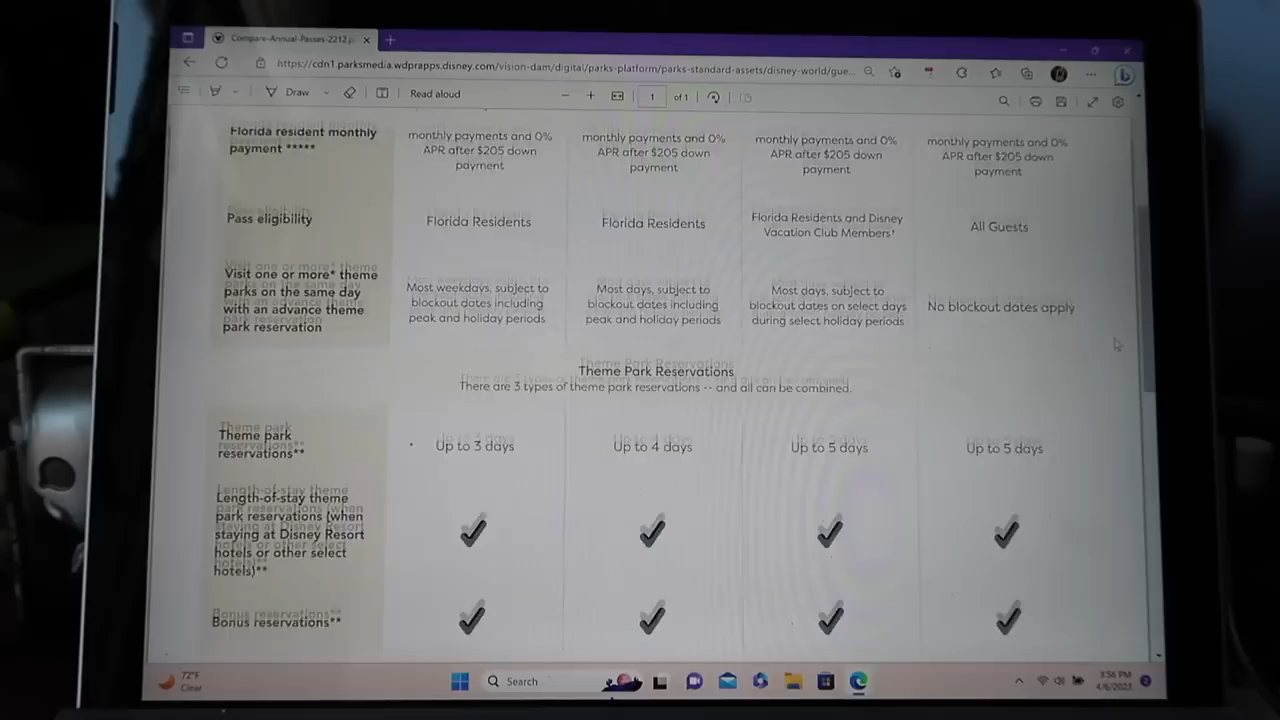 Compare-Annual-Passes-2212.p
https://cdn1.parksmedia.wdprapps.disney.com/vision-dam/digital/parks-platform/parks-standard-assets/disney-world/gue...
Draw
Read aloud
1 of 1
Florida resident monthly
payment *****
monthly payments and 0%
APR after $205 down
payment
monthly payments and 0%
APR after $205 down
payment
monthly payments and 0%
APR after $205 down
payment
monthly payments and 0%
APR after $205 down
payment
Pass eligibility
Florida Residents
Florida Residents
Florida Residents and Disney
Vacation Club Members†
All Guests
Visit one or more* theme
parks on the same day
with an advance theme
park reservation
Most weekdays, subject to
blockout dates including
peak and holiday periods
Most days, subject to
blockout dates including
peak and holiday periods
Most days, subject to
blockout dates on select days
during select holiday periods
No blockout dates apply
Theme Park Reservations
There are 3 types of theme park reservations -- and all can be combined.
Theme park
reservations**
Up to 3 days
Up to 4 days
Up to 5 days
Up to 5 days
Length-of-stay theme
park reservations (when
staying at Disney Resort
hotels or other select
hotels)**
Bonus reservations**
72°F
Clear
Search
3:56 PM
4/6/2023